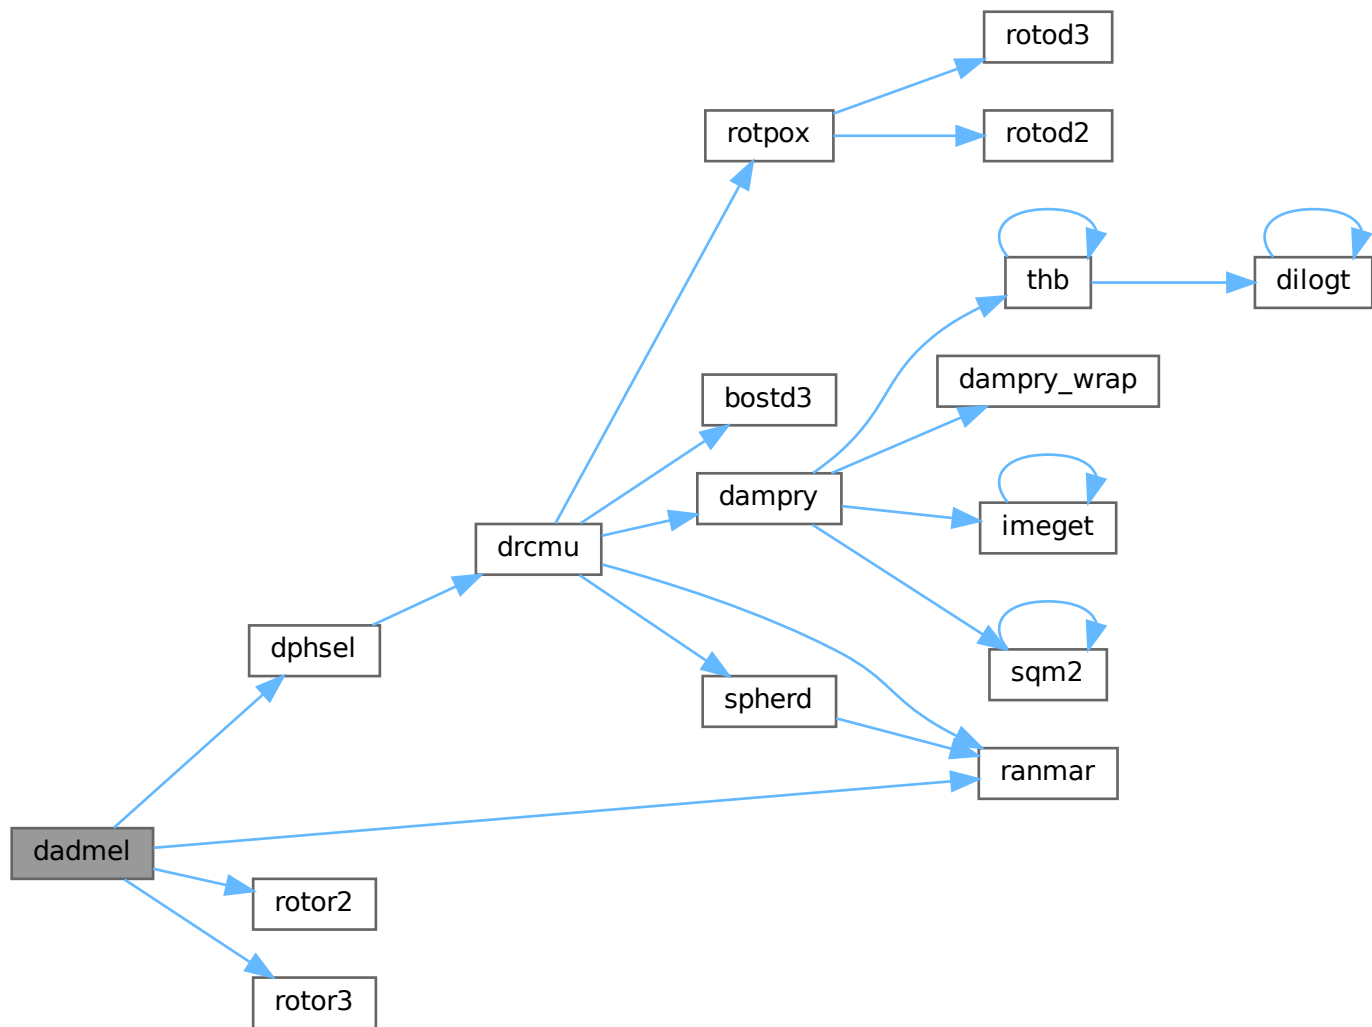 rotod3
rotpox
rotod2
thb
dilogt
dampry_wrap
bostd3
dampry
imeget
drcmu
dphsel
sqm2
spherd
ranmar
dadmel
rotor2
rotor3